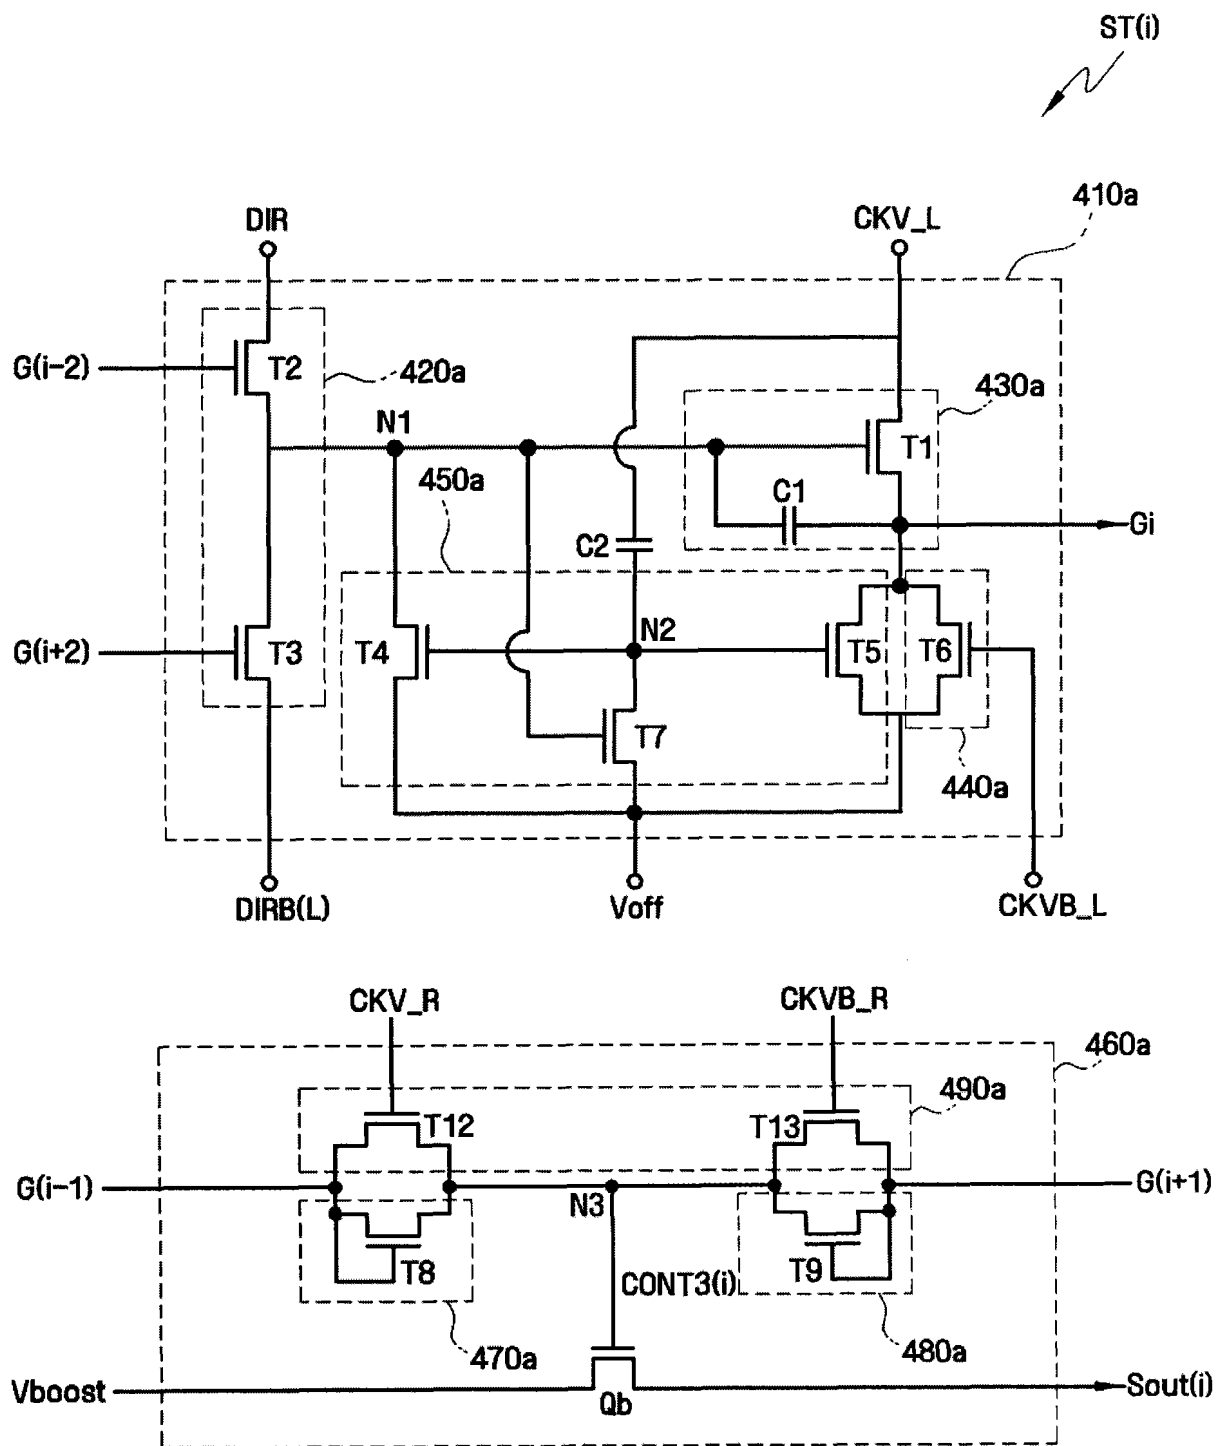 ST(i)
410a
DIR
CKV_L
G(i-2)
T2
420a
430a
N1
T1
450a
C1
Gi
C2
N2
G(i+2)
T3
T4
T5
T6
T7
440a
DIRB(L)
Voff
CKVB_L
CKV_R
CKVB_R
460a
490a
T12
T13
G(i-1)
N3
G(i+1)
T8
T9
CONT3(i)
470a
480a
Vboost
Qb
Sout(i)